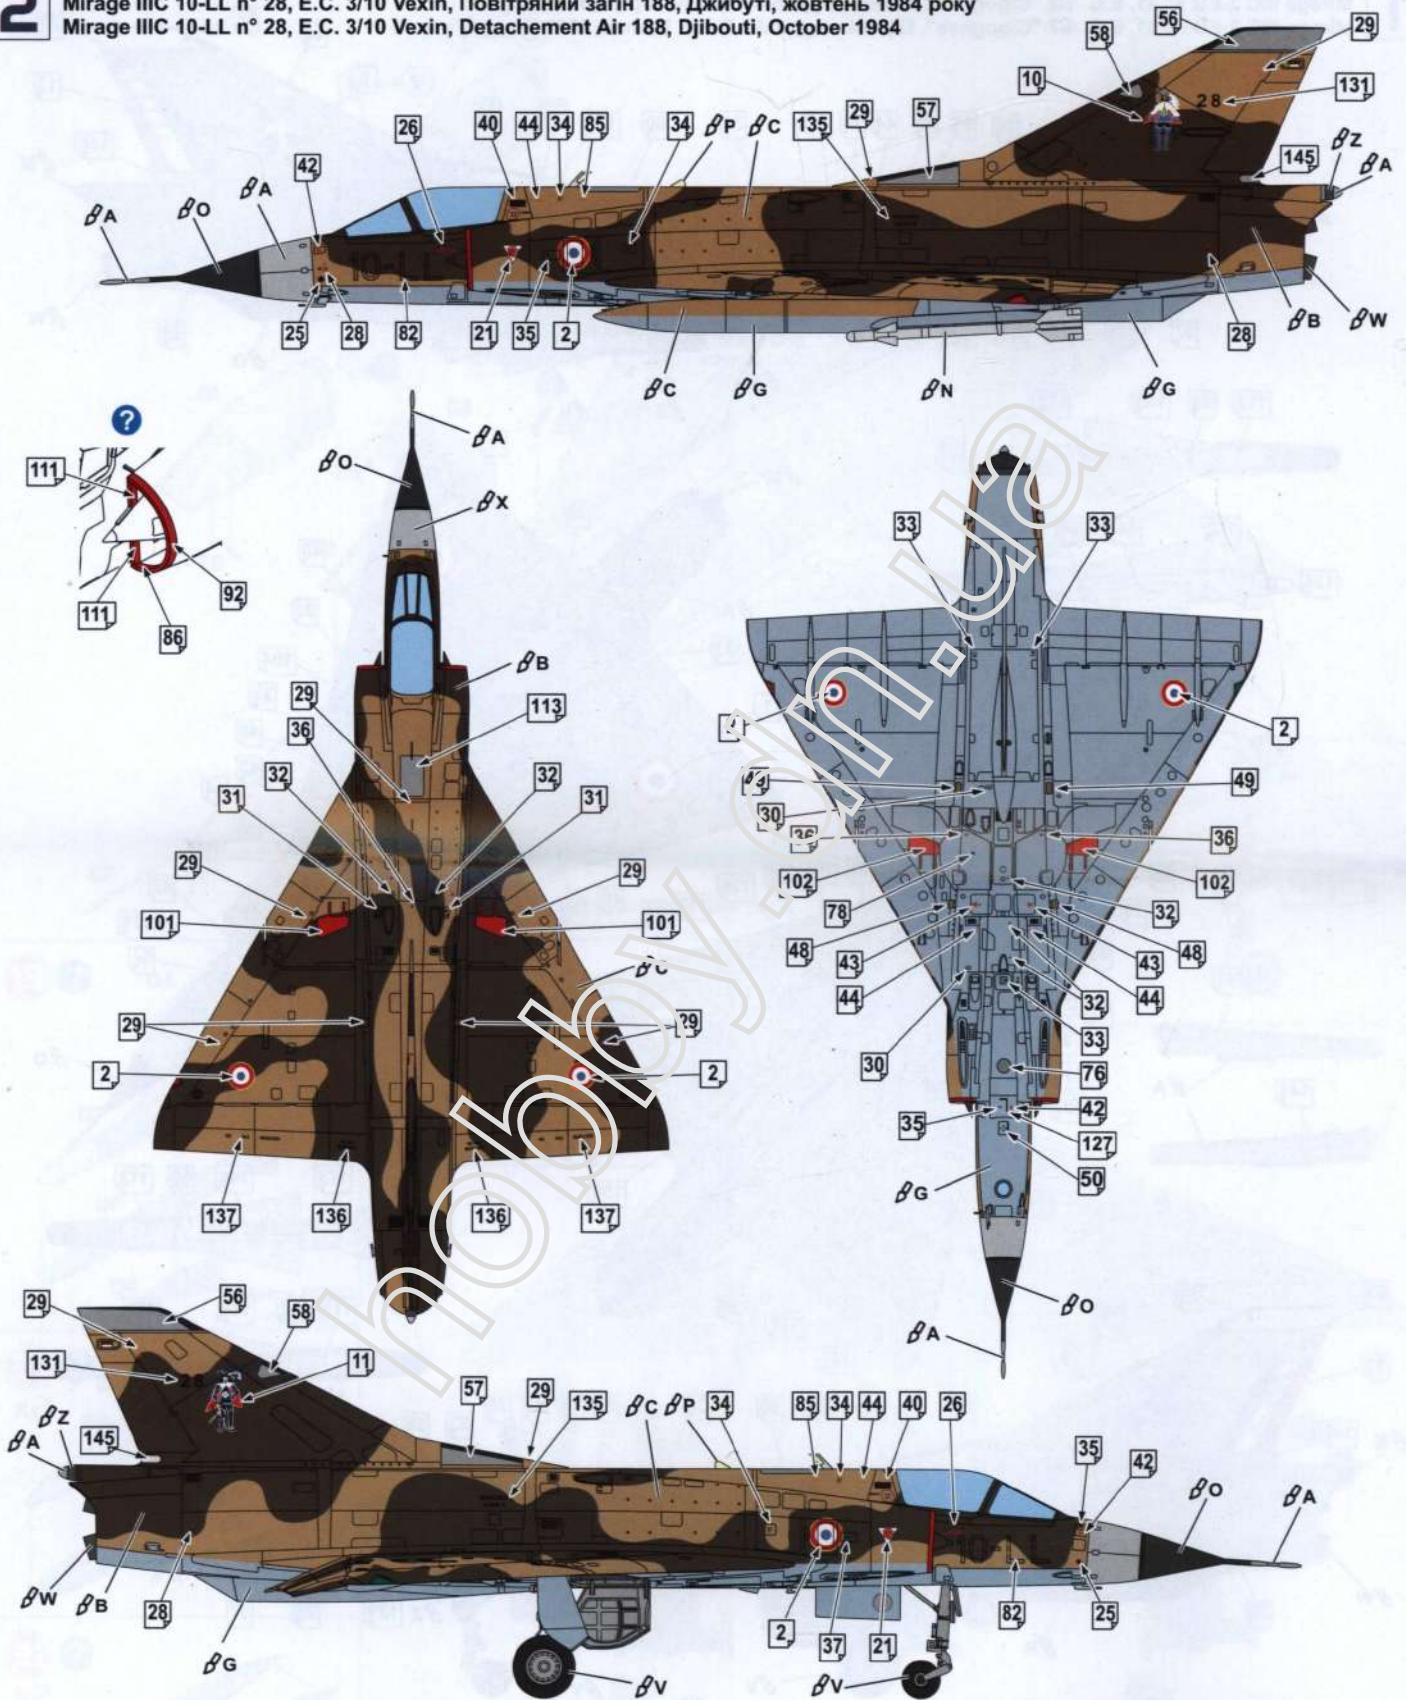 2
Mirage IIIC 10-LL n° 28, E.C. 3/10 Vexin, Повітряний загін 188, Джибуті, жовтень 1984 року
Mirage IIIC 10-LL n° 28, E.C. 3/10 Vexin, Detachement Air 188, Djibouti, October 1984
58 56 29
10 131
28
26 40 44 34 85 34 P C 135 29 57
42 145 Z A
A O A
10-LL
25 28 82 21 35 2 28 B W
C G N G
?
111
111 86 92
A
O
X
33 33
B
29 113
36
32 32
31 31
29 29
101 101
C
29 29
2 2
137 136 136 137
2
49 49
30
36 36
102 102
78 32
48 48
43 43
44 32 44
30 33
76
35 42
127
G 50
O
A
hobby.dn.ua
29 56 58
131 28 11
Z 145 57 29 135 C P 34 85 34 44 40 26 35 42
A O A
W B 28 2 37 21 82 25
G V V